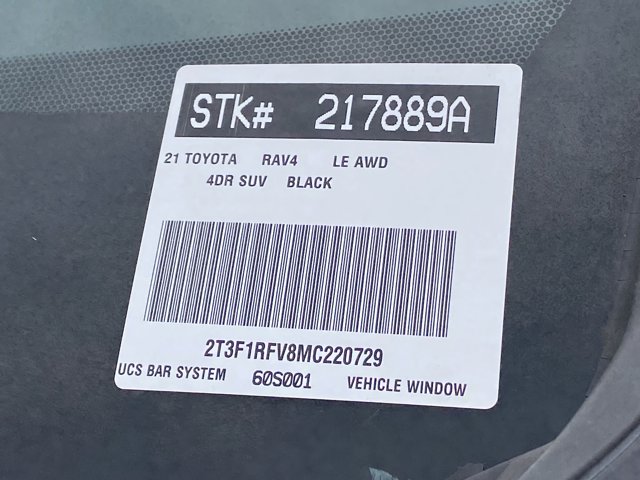 STK# 217889A
21 TOYOTA RAV4 LE AWD
4DR SUV BLACK
2T3F1RFV8MC220729
UCS BAR SYSTEM 60S001 VEHICLE WINDOW